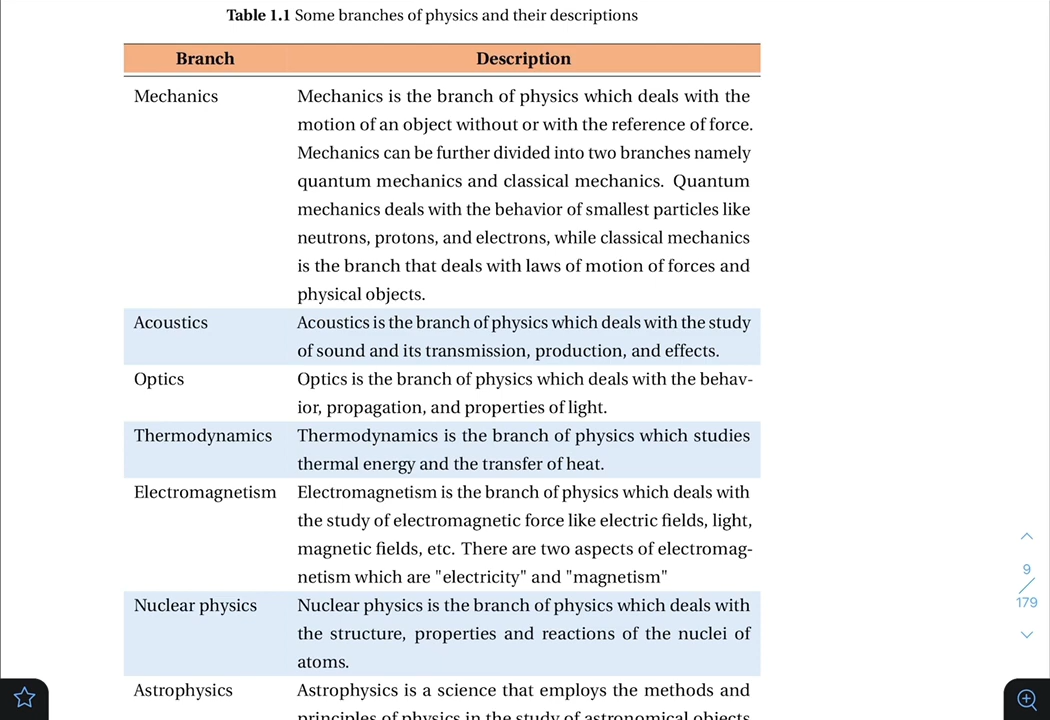 Table 1.1 Some branches of physics and their descriptions
Branch Description
Mechanics Mechanics is the branch of physics which deals with the
motion of an object without or with the reference of force.
Mechanics can be further divided into two branches namely
quantum mechanics and classical mechanics. Quantum
mechanics deals with the behavior of smallest particles like
neutrons, protons, and electrons, while classical mechanics
is the branch that deals with laws of motion of forces and
physical objects.
Acoustics Acoustics is the branch of physics which deals with the study
of sound and its transmission, production, and effects.
Optics Optics is the branch of physics which deals with the behav-
ior, propagation, and properties of light.
Thermodynamics Thermodynamics is the branch of physics which studies
thermal energy and the transfer of heat.
Electromagnetism Electromagnetism is the branch of physics which deals with
the study of electromagnetic force like electric fields, light,
magnetic fields, etc. There are two aspects of electromag-
netism which are "electricity" and "magnetism"
Nuclear physics Nuclear physics is the branch of physics which deals with
the structure, properties and reactions of the nuclei of
atoms.
Astrophysics Astrophysics is a science that employs the methods and
principles of physics in the study of astronomical objects
9
179